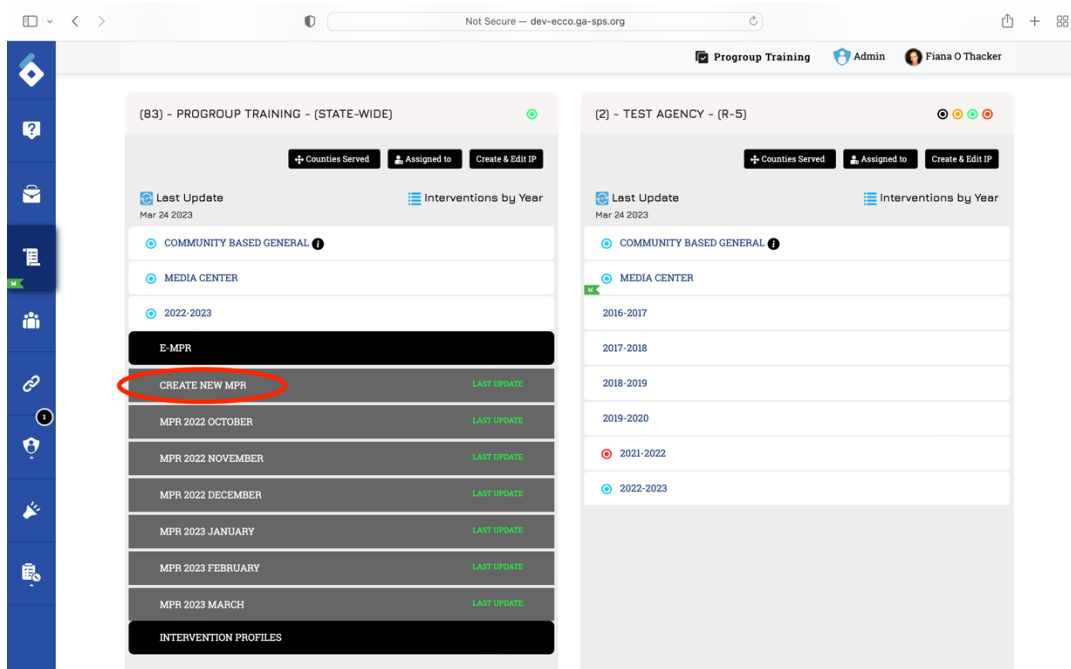 Not Secure — dev-ecco.ga-sps.org
Progroup Training Admin Fiana O Thacker
(83) - PROGROUP TRAINING - (STATE-WIDE)
Counties Served Assigned to Create & Edit IP
Last Update Interventions by Year
Mar 24 2023
COMMUNITY BASED GENERAL i
MEDIA CENTER
2022-2023
E-MPR
CREATE NEW MPR LAST UPDATE
MPR 2022 OCTOBER LAST UPDATE
MPR 2022 NOVEMBER LAST UPDATE
MPR 2022 DECEMBER LAST UPDATE
MPR 2023 JANUARY LAST UPDATE
MPR 2023 FEBRUARY LAST UPDATE
MPR 2023 MARCH LAST UPDATE
INTERVENTION PROFILES
(2) - TEST AGENCY - (R-5)
Counties Served Assigned to Create & Edit IP
Last Update Interventions by Year
Mar 24 2023
COMMUNITY BASED GENERAL i
MEDIA CENTER
M
2016-2017
2017-2018
2018-2019
2019-2020
2021-2022
2022-2023
M
1